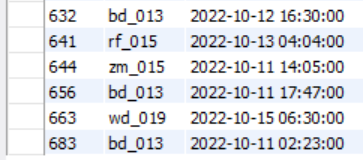 632 bd_013 2022-10-12 16:30:00
641 rf_015 2022-10-13 04:04:00
644 zm_015 2022-10-11 14:05:00
656 bd_013 2022-10-11 17:47:00
663 wd_019 2022-10-15 06:30:00
683 bd_013 2022-10-11 02:23:00